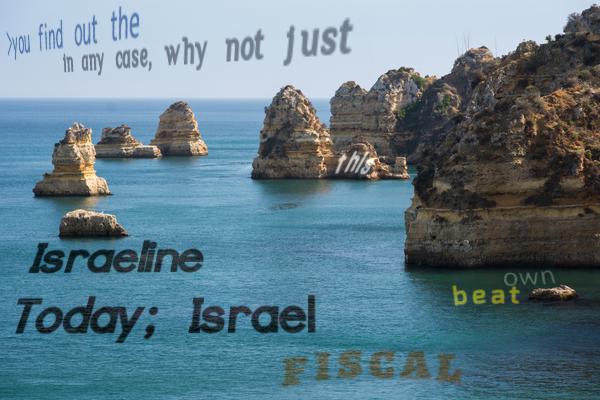 >you find out the
in any case, why not just
this
Israeline
Today; Israel
own
beat
FISCAL